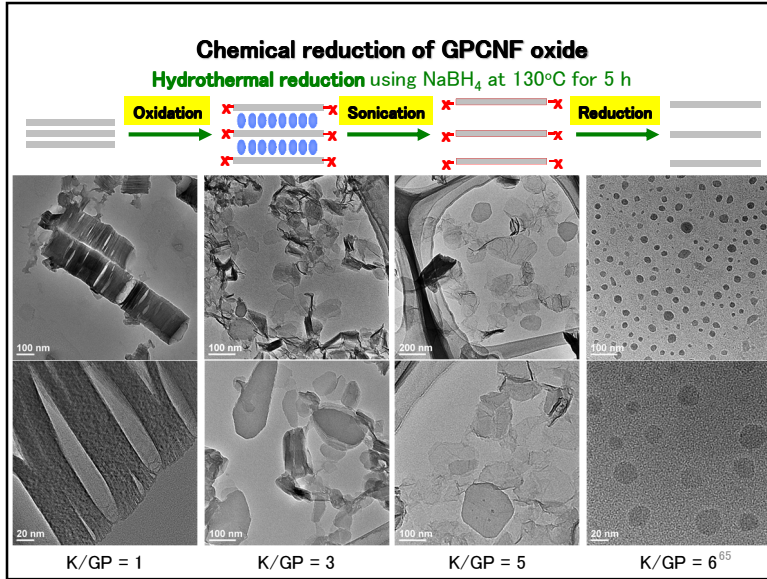 Chemical reduction of GPCNF oxide
Hydrothermal reduction using NaBH₄ at 130°C for 5 h
Oxidation
Sonication
Reduction
x x x x
x x x x
x x x x
100 nm
100 nm
200 nm
100 nm
20 nm
100 nm
100 nm
20 nm
K/GP = 1
K/GP = 3
K/GP = 5
K/GP = 6
65